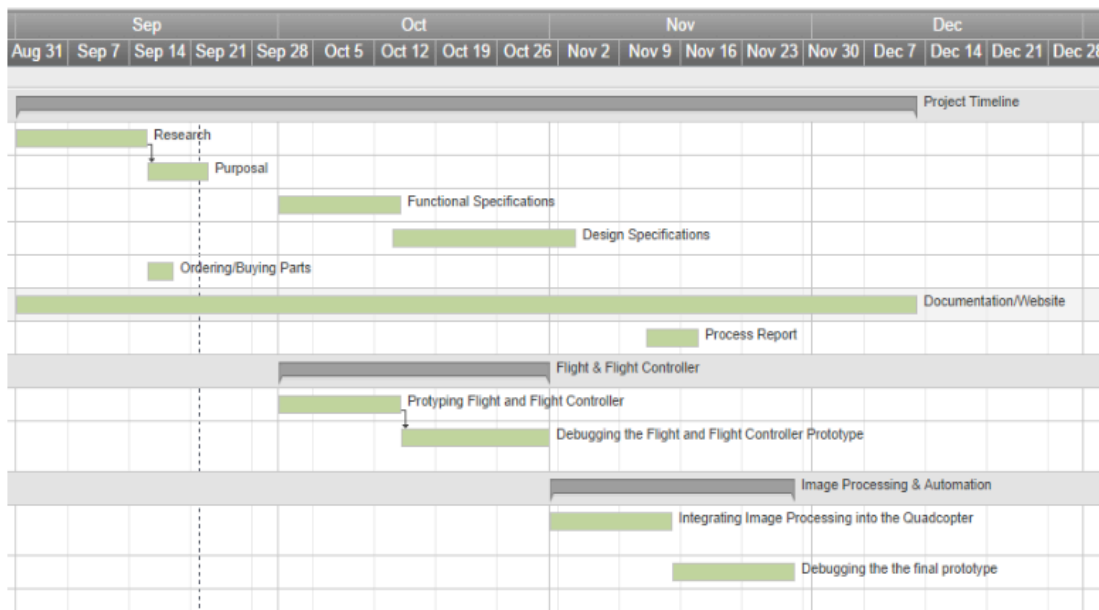 Sep Oct Nov Dec
Aug 31 Sep 7 Sep 14 Sep 21 Sep 28 Oct 5 Oct 12 Oct 19 Oct 26 Nov 2 Nov 9 Nov 16 Nov 23 Nov 30 Dec 7 Dec 14 Dec 21 Dec 28
Project Timeline
Research
Purposal
Functional Specifications
Design Specifications
Ordering/Buying Parts
Documentation/Website
Process Report
Flight & Flight Controller
Protyping Flight and Flight Controller
Debugging the Flight and Flight Controller Prototype
Image Processing & Automation
Integrating Image Processing into the Quadcopter
Debugging the the final prototype